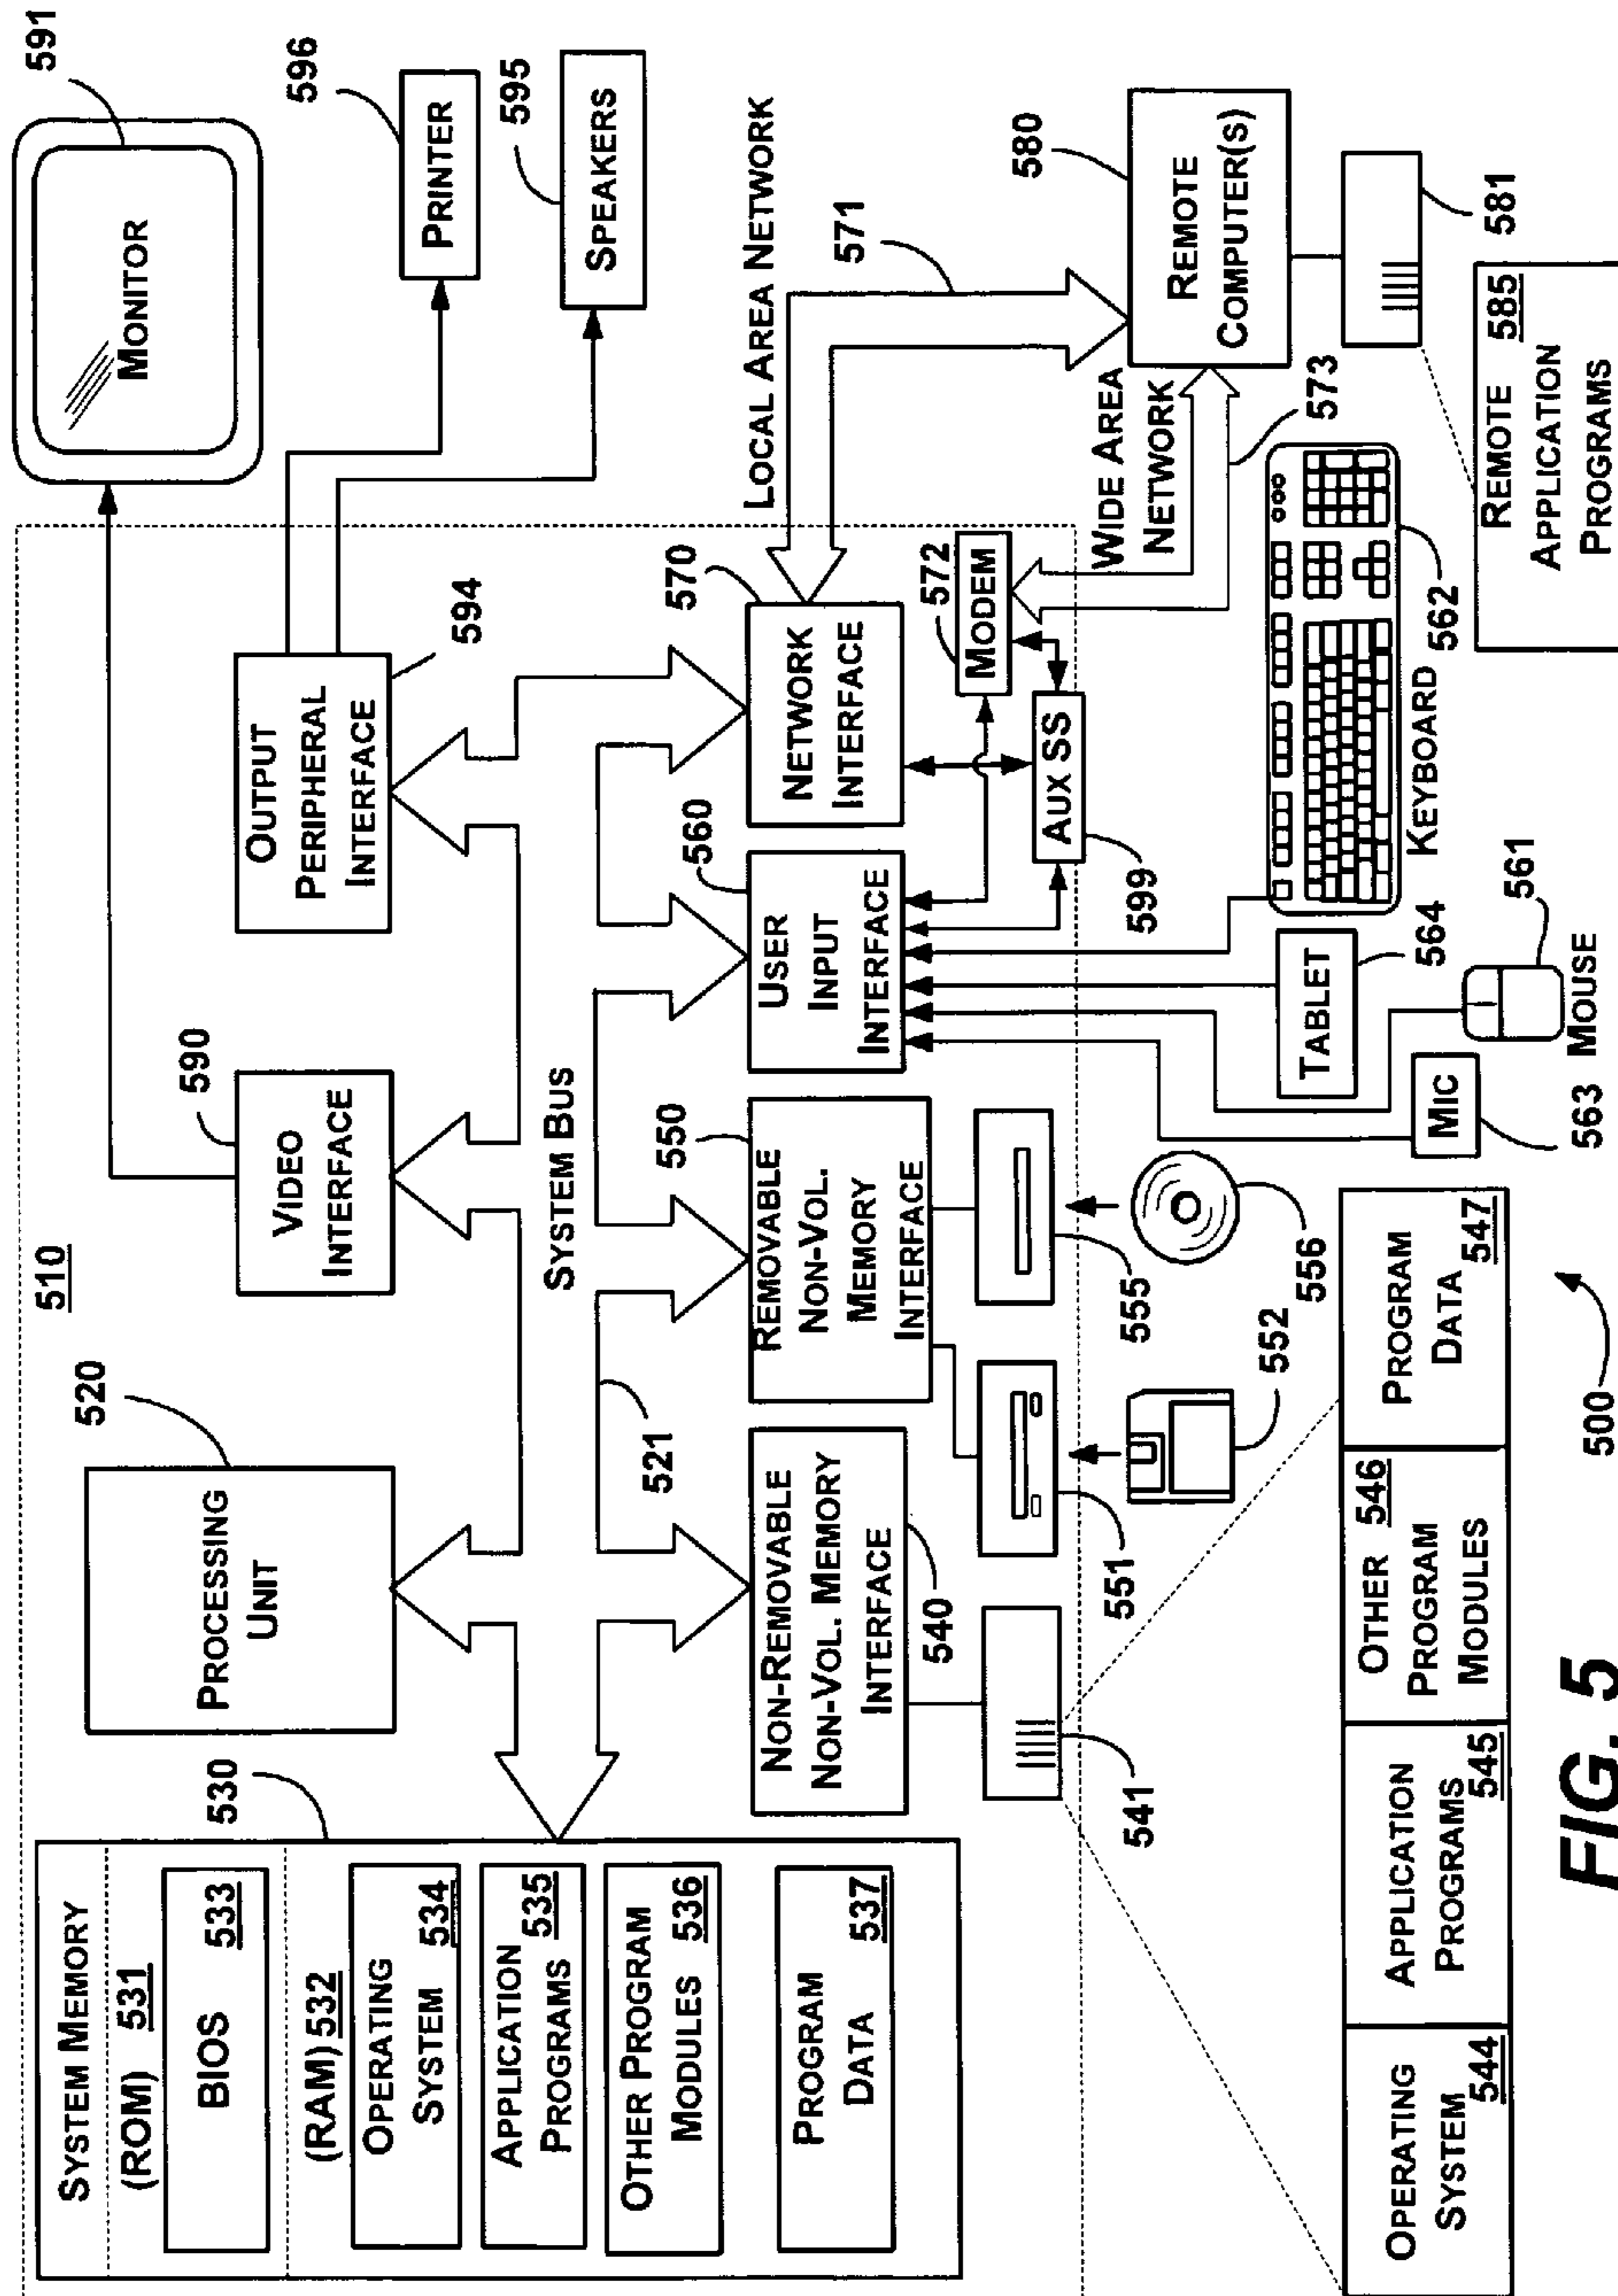 510
SYSTEM MEMORY
(ROM) 531
BIOS 533
(RAM) 532
OPERATING
SYSTEM 534
APPLICATION
PROGRAMS 535
OTHER PROGRAM
MODULES 536
PROGRAM
DATA 537
530
PROCESSING
UNIT
520
VIDEO
INTERFACE
590
OUTPUT
PERIPHERAL
INTERFACE
594
MONITOR
591
PRINTER
596
SPEAKERS
595
SYSTEM BUS
521
NON-REMOVABLE
NON-VOL. MEMORY
INTERFACE
540
REMOVABLE
NON-VOL.
MEMORY
INTERFACE
550
USER
INPUT
INTERFACE
560
NETWORK
INTERFACE
570
LOCAL AREA NETWORK
571
MODEM
572
AUX SS
599
WIDE AREA
NETWORK
573
REMOTE
COMPUTER(S)
580
581
541
551
552
555
556
MIC
563
MOUSE
561
TABLET
564
KEYBOARD
562
REMOTE 585
APPLICATION
PROGRAMS
OPERATING
SYSTEM 544
APPLICATION
PROGRAMS 545
OTHER 546
PROGRAM
MODULES
PROGRAM
DATA 547
500
FIG. 5